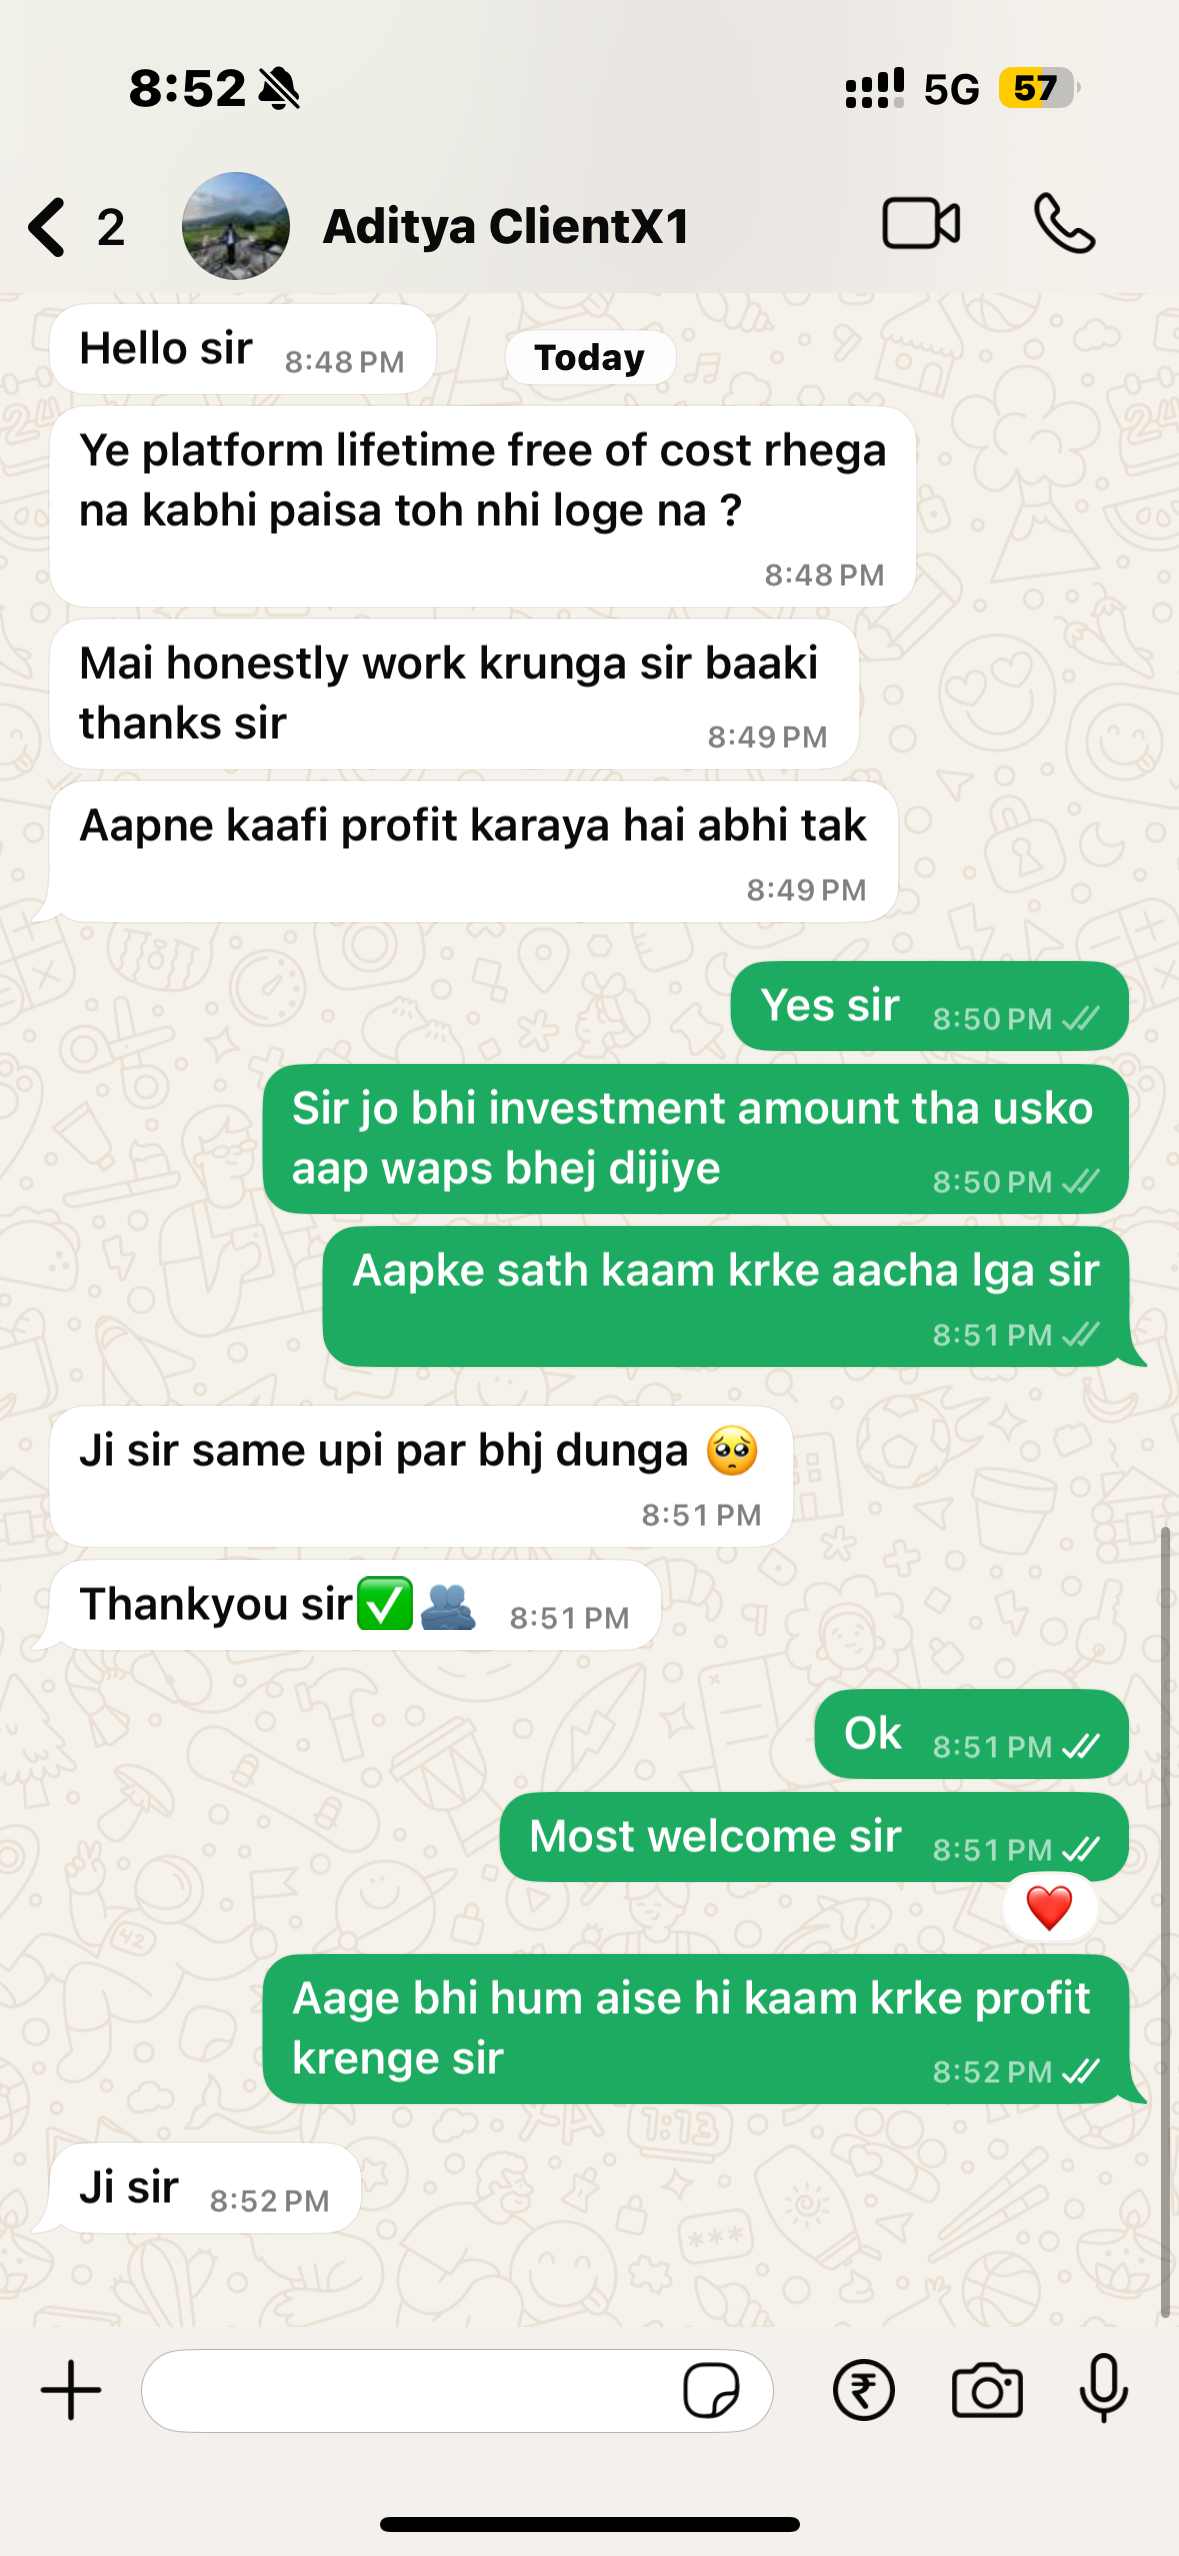 8:52
5G 57
2 Aditya ClientX1
Hello sir 8:48 PM
Today
Ye platform lifetime free of cost rhega
na kabhi paisa toh nhi loge na ?
8:48 PM
Mai honestly work krunga sir baaki
thanks sir 8:49 PM
Aapne kaafi profit karaya hai abhi tak
8:49 PM
Yes sir 8:50 PM
Sir jo bhi investment amount tha usko
aap waps bhej dijiye 8:50 PM
Aapke sath kaam krke aacha lga sir
8:51 PM
Ji sir same upi par bhj dunga 🥺
8:51 PM
Thankyou sir✅🫂 8:51 PM
Ok 8:51 PM
Most welcome sir 8:51 PM
❤️
Aage bhi hum aise hi kaam krke profit
krenge sir 8:52 PM
Ji sir 8:52 PM
₹